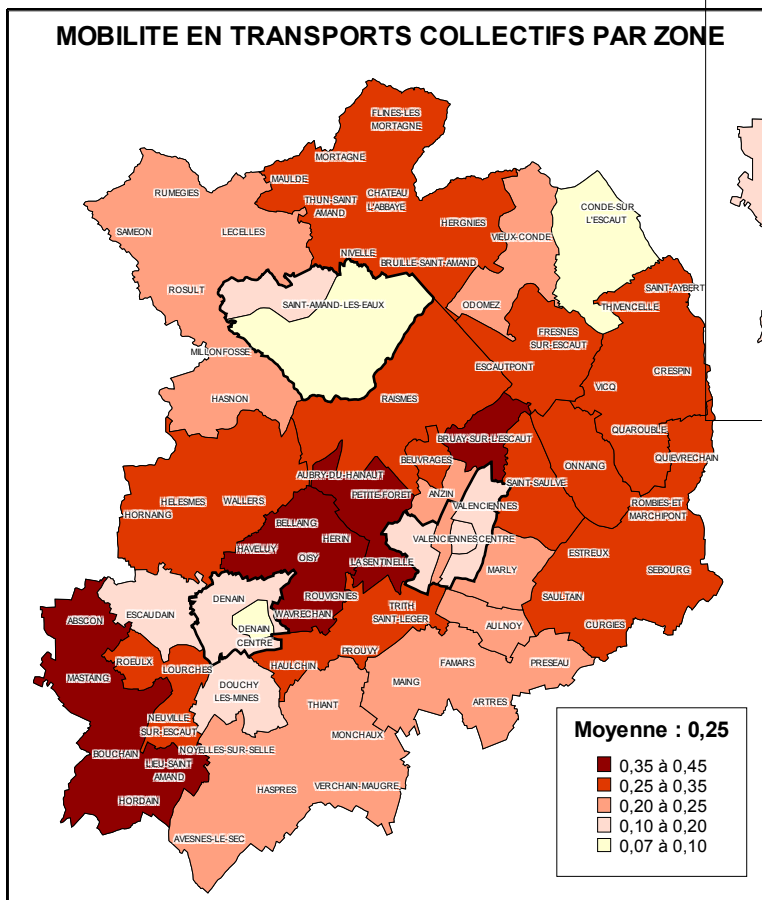 MOBILITE EN TRANSPORTS COLLECTIFS PAR ZONE
FLINES-LES
MORTAGNE
MORTAGNE
MAULDE
RUMEGIES
THUN-SAINT
AMAND
CHATEAU
L'ABBAYE
CONDE-SUR
L'ESCAUT
SAMEON
LECELLES
HERGNIES
VIEUX-CONDE
NIVELLE
BRUILLE-SAINT-AMAND
ROSULT
SAINT-AMAND-LES-EAUX
ODOMEZ
SAINT-AYBERT
THIVENCELLE
FRESNES
SUR-ESCAUT
MILLONFOSSE
ESCAUTPONT
CRESPIN
VICQ
HASNON
RAISMES
QUAROUBLE
BRUAY-SUR-L'ESCAUT
QUIEVRECHAIN
BEUVRAGES
ONNAING
AUBRY-DU-HAINAUT
SAINT-SAULVE
HELESMES
WALLERS
PETITE-FORET
ANZIN
VALENCIENNES
ROMBIES-ET
MARCHIPONT
HORNAING
BELLAING
HERIN
VALENCIENNES CENTRE
HAVELUY
OISY
ESTREUX
LA SENTINELLE
MARLY
SEBOURG
DENAIN
ROUVIGNIES
SAULTAIN
ESCAUDAIN
WAVRECHAIN
TRITH
SAINT-LEGER
ABSCON
DENAIN
CENTRE
AULNOY
CURGIES
ROEULX
LOURCHES
HAULCHIN
PROUVY
FAMARS
PRESEAU
MASTAING
DOUCHY
LES-MINES
MAING
ARTRES
NEUVILLE
SUR-ESCAUT
THIANT
MONCHAUX
BOUCHAIN
NOYELLES-SUR-SELLE
LIEU-SAINT
AMAND
HASPRES
VERCHAIN-MAUGRE
HORDAIN
AVESNES-LE-SEC
Moyenne : 0,25
0,35 à 0,45
0,25 à 0,35
0,20 à 0,25
0,10 à 0,20
0,07 à 0,10